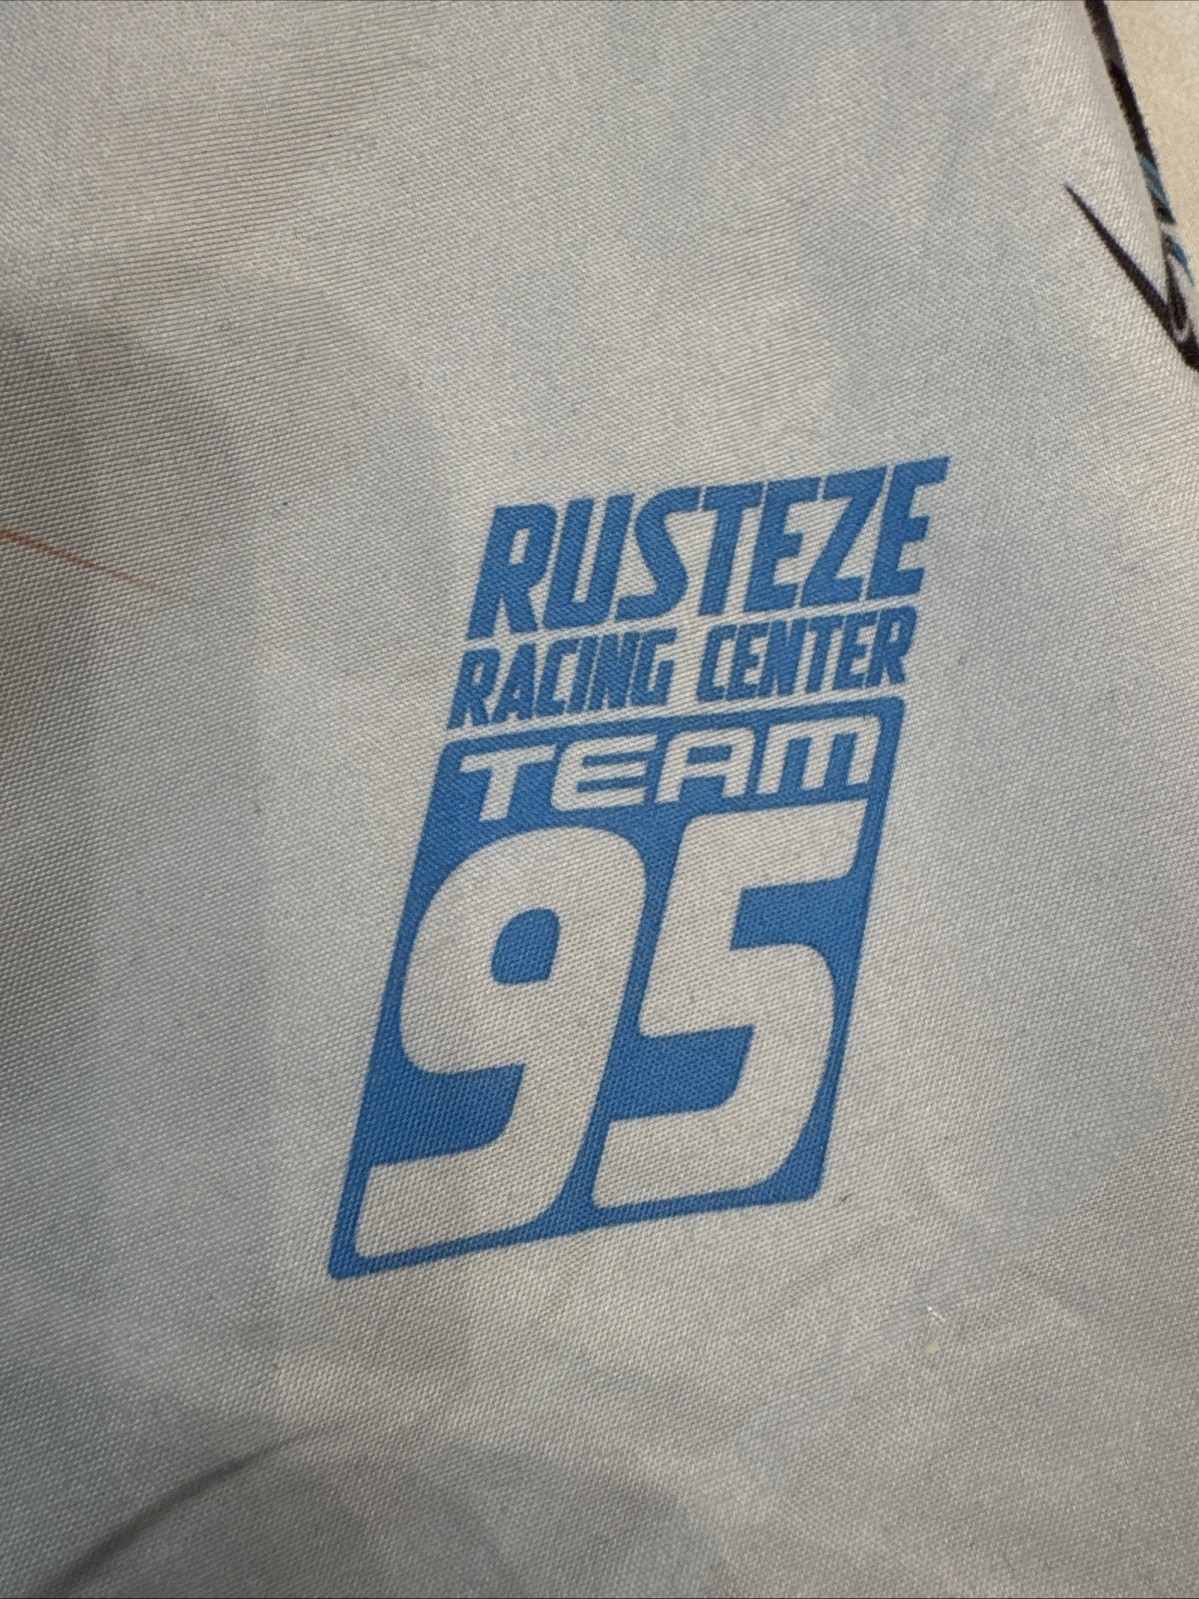 RUSTEZE
RACING CENTER
TEAM
95